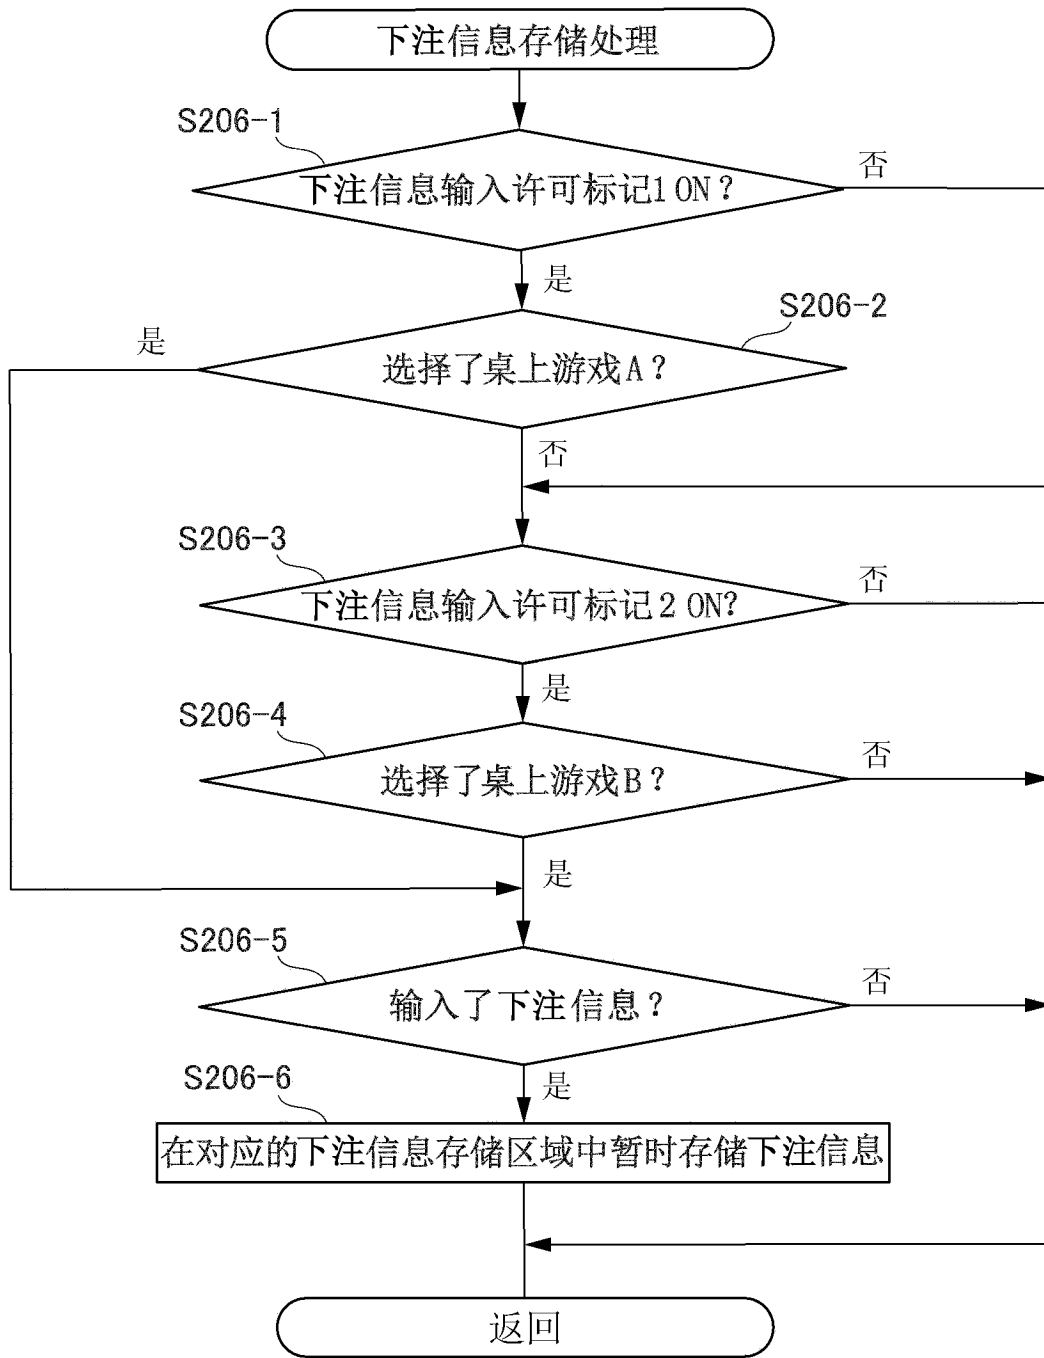 下注信息存储处理
S206-1
否
下注信息输入许可标记1ON？
是
S206-2
是
选择了桌上游戏A？
否
S206-3
否
下注信息输入许可标记2 ON？
是
S206-4
否
选择了桌上游戏B？
是
S206-5
否
输入了下注信息？
S206-6
是
在对应的下注信息存储区域中暂时存储下注信息
返回